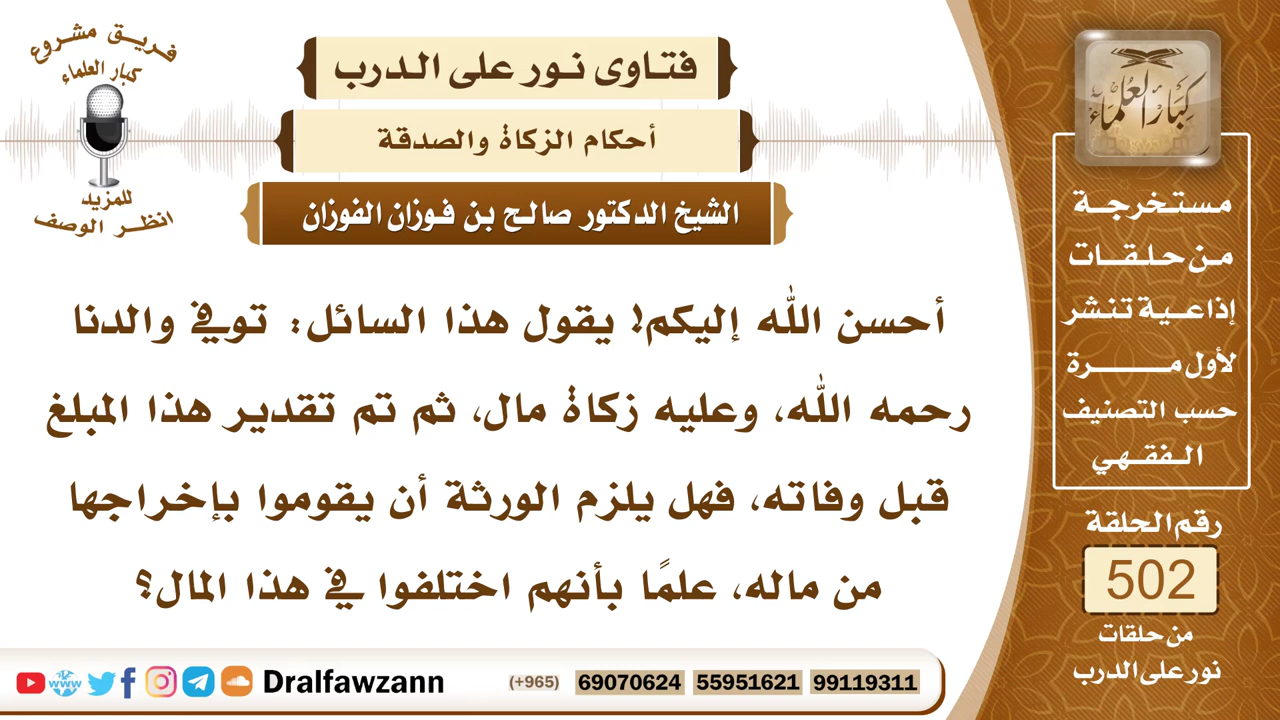 فريق مشروع
كبار العلماء
للمزيد
انظر الوصف
فتاوى نور على الدرب
أحكام الزكاة والصدقة
الشيخ الدكتور صالح بن فوزان الفوزان
أحسن الله إليكم! يقول هذا السائل: توفي والدنا
رحمه الله، وعليه زكاة مال، ثم تم تقدير هذا المبلغ
قبل وفاته، فهل يلزم الورثة أن يقوموا بإخراجها
من ماله، علمًا بأنهم اختلفوا في هذا المال؟
كبار العلماء
مستخرجة
من حلقات
إذاعية تنشر
لأول مرة
حسب التصنيف
الفقهي
رقم الحلقة
502
من حلقات
نور على الدرب
www Dralfawzann (+965) 69070624 55951621 99119311